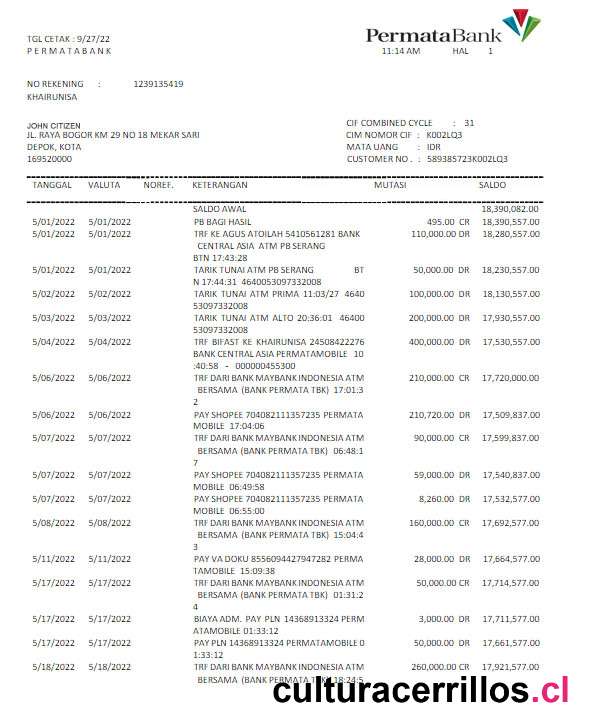 TGL CETAK : 9/27/22
P E R M A T A B A N K
PermataBank
11:14 AM HAL 1
NO REKENING : 1239135419
KHAIRUNISA
JOHN CITIZEN
JL. RAYA BOGOR KM 29 NO 18 MEKAR SARI
DEPOK, KOTA
169520000
CIF COMBINED CYCLE : 31
CIM NOMOR CIF : K002LQ3
MATA UANG : IDR
CUSTOMER NO . : 589385723K002LQ3
TANGGAL VALUTA NOREF. KETERANGAN MUTASI SALDO
SALDO AWAL 18,390,082.00
5/01/2022 5/01/2022 PB BAGI HASIL 495.00 CR 18,390,557.00
5/01/2022 5/01/2022 TRF KE AGUS ATOILAH 5410561281 BANK 110,000.00 DR 18,280,557.00
CENTRAL ASIA ATM PB SERANG
BTN 17:43:28
5/01/2022 5/01/2022 TARIK TUNAI ATM PB SERANG BT 50,000.00 DR 18,230,557.00
N 17:44:31 4640053097332008
5/02/2022 5/02/2022 TARIK TUNAI ATM PRIMA 11:03/27 4640 100,000.00 DR 18,130,557.00
53097332008
5/03/2022 5/03/2022 TARIK TUNAI ATM ALTO 20:36:01 46400 200,000.00 DR 17,930,557.00
53097332008
5/04/2022 5/04/2022 TRF BIFAST KE KHAIRUNISA 24508422276 400,000.00 DR 17,530,557.00
BANK CENTRAL ASIA PERMATAMOBILE 10
:40:58 - 000000455300
5/06/2022 5/06/2022 TRF DARI BANK MAYBANK INDONESIA ATM 210,000.00 CR 17,720,000.00
BERSAMA (BANK PERMATA TBK) 17:01:3
2
5/06/2022 5/06/2022 PAY SHOPEE 704082111357235 PERMATA 210,720.00 DR 17,509,837.00
MOBILE 17:04:06
5/07/2022 5/07/2022 TRF DARI BANK MAYBANK INDONESIA ATM 90,000.00 CR 17,599,837.00
BERSAMA (BANK PERMATA TBK) 06:48:1
7
5/07/2022 5/07/2022 PAY SHOPEE 704082111357235 PERMATA 59,000.00 DR 17,540,837.00
MOBILE 06:49:58
5/07/2022 5/07/2022 PAY SHOPEE 704082111357235 PERMATA 8,260.00 DR 17,532,577.00
MOBILE 06:55:00
5/08/2022 5/08/2022 TRF DARI BANK MAYBANK INDONESIA ATM 160,000.00 CR 17,692,577.00
BERSAMA (BANK PERMATA TBK) 15:04:4
3
5/11/2022 5/11/2022 PAY VA DOKU 8556094427947282 PERMA 28,000.00 DR 17,664,577.00
TAMOBILE 15:09:38
5/17/2022 5/17/2022 TRF DARI BANK MAYBANK INDONESIA ATM 50,000.00 CR 17,714,577.00
BERSAMA (BANK PERMATA TBK) 01:31:2
4
5/17/2022 5/17/2022 BIAYA ADM. PAY PLN 14368913324 PERM 3,000.00 DR 17,711,577.00
ATAMOBILE 01:33:12
5/17/2022 5/17/2022 PAY PLN 14368913324 PERMATAMOBILE 0 50,000.00 DR 17,661,577.00
1:33:12
5/18/2022 5/18/2022 TRF DARI BANK MAYBANK INDONESIA ATM 260,000.00 CR 17,921,577.00
BERSAMA (BANK PERMATA TBK) 18:24:5
culturacerrillos.cl